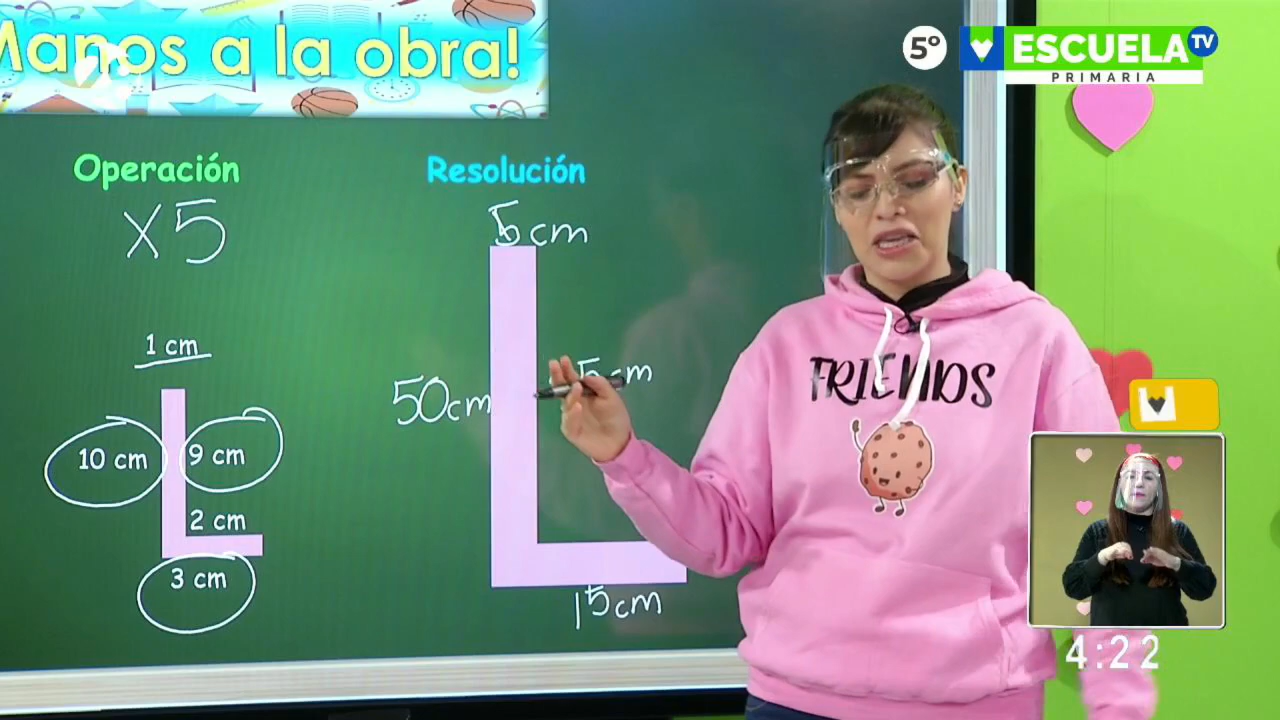 Manos a la obra!
5º
ESCUELA TV
PRIMARIA
Operación
Resolución
X5
5cm
1 cm
50cm
10 cm
9 cm
2 cm
3 cm
15cm
FRIENDS
4:22